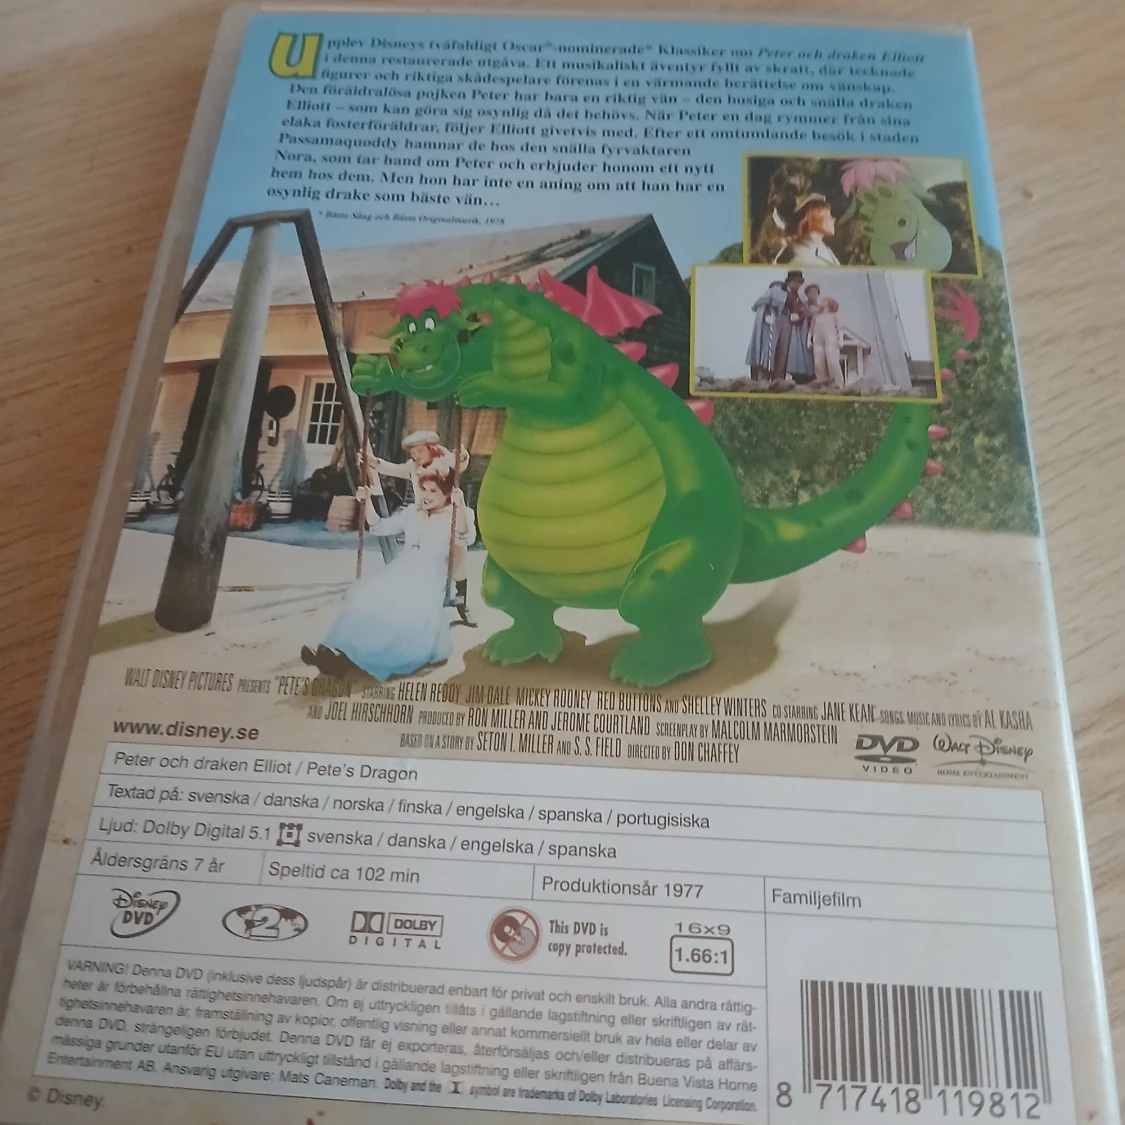 Upplev Disneys tvåfaldigt Oscar®-nominerade* Klassiker om Peter och draken Elliott
i denna restaurerade utgåva. Ett musikaliskt äventyr fyllt av skratt, där tecknade
figurer och riktiga skådespelare förenas i en värmande berättelse om vänskap.
Den föräldralösa pojken Peter har bara en riktig vän – den busiga och snälla draken
Elliott – som kan göra sig osynlig då det behövs. När Peter en dag rymmer från sina
elaka fosterföräldrar, följer Elliott givetvis med. Efter ett omtumlande besök i staden
Passamaquoddy hamnar de hos den snälla fyrvaktaren
Nora, som tar hand om Peter och erbjuder honom ett nytt
hem hos dem. Men hon har inte en aning om att han har en
osynlig drake som bäste vän...
* Bästa Sång och Bästa Originalmusik, 1978
WALT DISNEY PICTURES PRESENTS "PETE'S DRAGON" STARRING HELEN REDDY JIM DALE MICKEY ROONEY RED BUTTONS AND SHELLEY WINTERS CO STARRING JANE KEAN SONGS, MUSIC AND LYRICS BY AL KASHA
AND JOEL HIRSCHHORN PRODUCED BY RON MILLER AND JEROME COURTLAND SCREENPLAY BY MALCOLM MARMORSTEIN
BASED ON A STORY BY SETON I. MILLER AND S. S. FIELD DIRECTED BY DON CHAFFEY
www.disney.se
DVD VIDEO
WALT DISNEY HOME ENTERTAINMENT
Peter och draken Elliot / Pete's Dragon
Textad på: svenska / danska / norska / finska / engelska / spanska / portugisiska
Ljud: Dolby Digital 5.1 svenska / danska / engelska / spanska
Åldersgräns 7 år
Speltid ca 102 min
Produktionsår 1977
Familjefilm
DISNEY DVD
2
DOLBY DIGITAL
This DVD is
copy protected.
16x9
1.66:1
VARNING! Denna DVD (inklusive dess ljudspår) är distribuerad enbart för privat och enskilt bruk. Alla andra rättig-
heter är förbehållna rättighetsinnehavaren. Om ej uttryckligen tillåts i gällande lagstiftning eller skriftligen av rät-
tighetsinnehavaren är, framställning av kopior, offentlig visning eller annat kommersiellt bruk av hela eller delar av
denna DVD, strängeligen förbjudet. Denna DVD får ej exporteras, återförsäljas och/eller distribueras på affärs-
mässiga grunder utanför EU utan uttryckligt tillstånd i gällande lagstiftning eller skriftligen från Buena Vista Home
Entertainment AB. Ansvarig utgivare: Mats Caneman. Dolby and the symbol are trademarks of Dolby Laboratories Licensing Corporation.
© Disney.
8 717418 119812